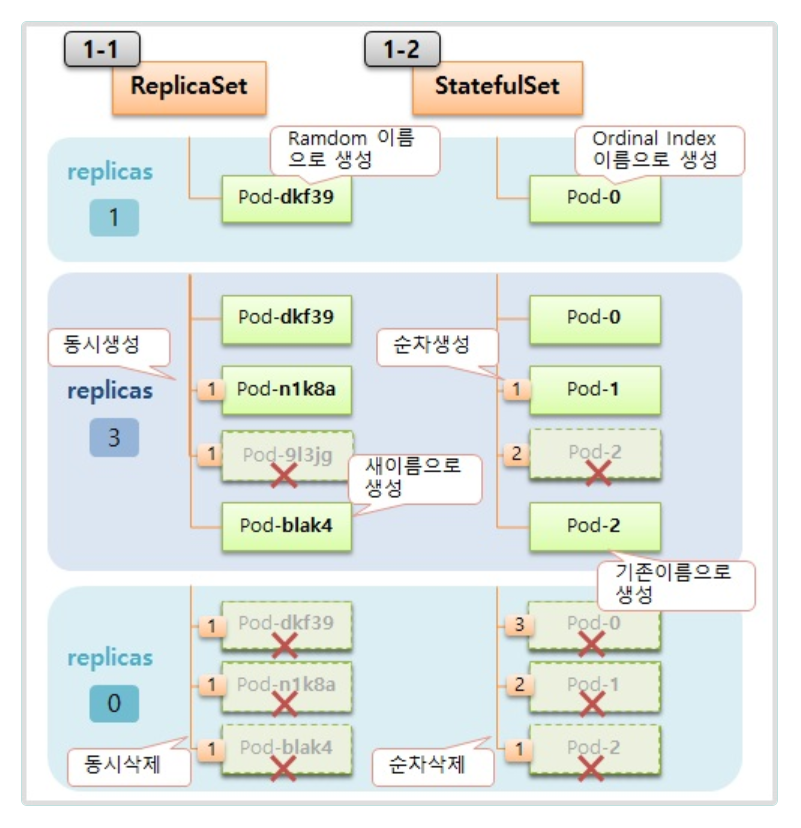 1-1
ReplicaSet
1-2
StatefulSet
replicas
1
Ramdom 이름
으로 생성
Pod-dkf39
Ordinal Index
이름으로 생성
Pod-0
replicas
3
동시생성
Pod-dkf39
1
Pod-n1k8a
1
Pod-9l3jg
새이름으로
생성
Pod-blak4
순차생성
Pod-0
1
Pod-1
2
Pod-2
Pod-2
기존이름으로
생성
replicas
0
1
Pod-dkf39
1
Pod-n1k8a
1
Pod-blak4
동시삭제
3
Pod-0
2
Pod-1
1
Pod-2
순차삭제